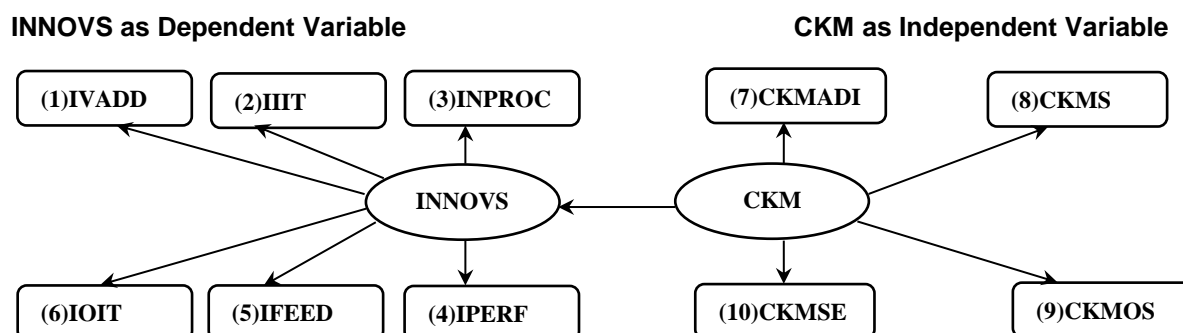 INNOVS as Dependent Variable
CKM as Independent Variable
(1)IVADD
(2)IIIT
(3)INPROC
(7)CKMADI
(8)CKMS
INNOVS
CKM
(6)IOIT
(5)IFEED
(4)IPERF
(10)CKMSE
(9)CKMOS